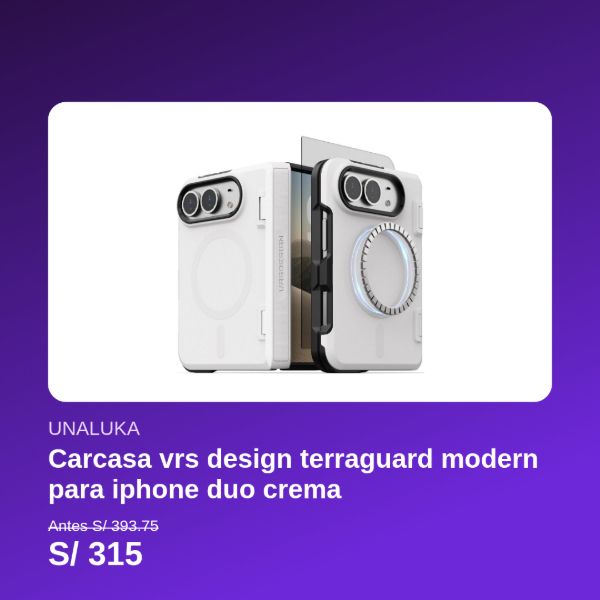 UNALUKA
Carcasa vrs design terraguard modern
para iphone duo crema
Antes S/ 393.75
S/ 315